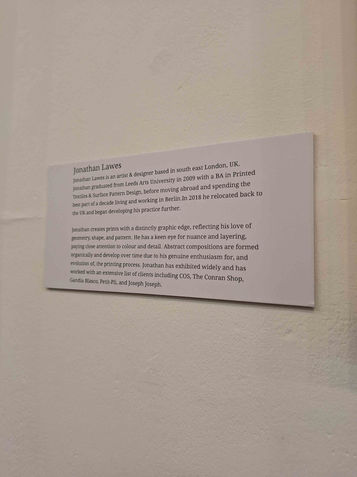 Jonathan Lawes
Jonathan Lawes is an artist & designer based in south east London, UK.
Jonathan graduated from Leeds Arts University in 2009 with a BA in Printed
Textiles & Surface Pattern Design, before moving abroad and spending the
best part of a decade living and working in Berlin.In 2018 he relocated back to
the UK and began developing his practice further.
Jonathan creates prints with a distinctly graphic edge, reflecting his love of
geometry, shape, and pattern. He has a keen eye for nuance and layering,
paying close attention to colour and detail. Abstract compositions are formed
organically and develop over time due to his genuine enthusiasm for, and
evolution of, the printing process. Jonathan has exhibited widely and has
worked with an extensive list of clients including COS, The Conran Shop,
Gandia Blasco, Petit Pli, and Joseph Joseph.